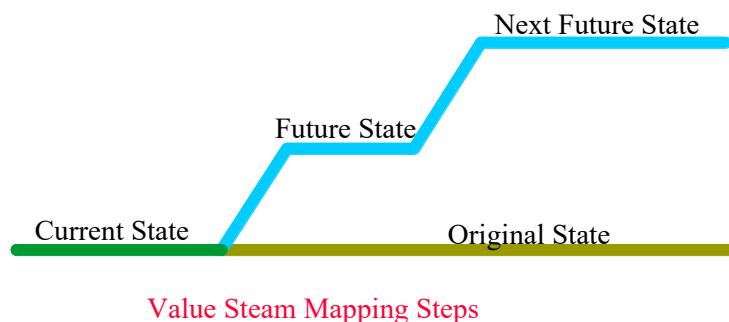 Next Future State
Future State
Current State
Original State
Value Steam Mapping Steps